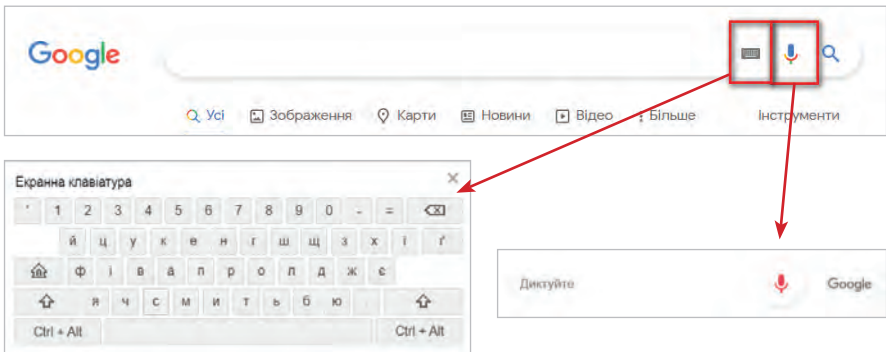 Google
Усі Зображення Карти Новини Відео Більше Інструменти
Екранна клавіатура
' 1 2 3 4 5 6 7 8 9 0 - =
й ц у к е н г ш щ з х ї ґ
ф і в а п р о л д ж є
я ч с м и т ь б ю .
Ctrl + Alt Ctrl + Alt
Диктуйте Google